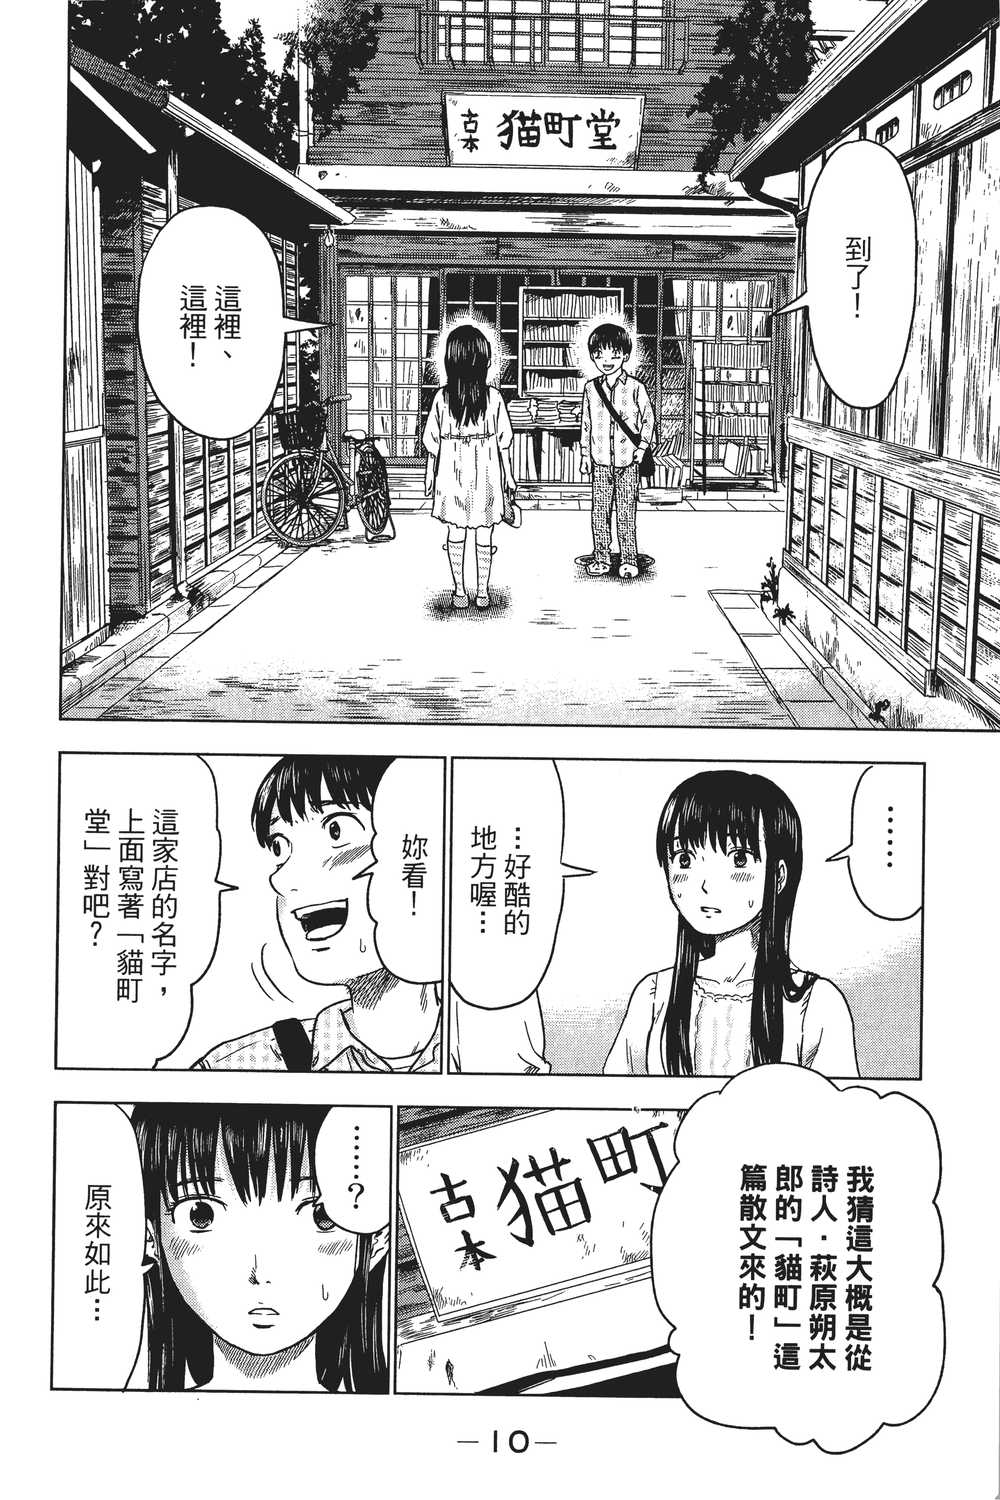 古本 猫町堂
到了！
這裡、
這裡！
……
…好酷的
地方喔…
妳看！
這家店的名字，
上面寫著「貓町
堂」對吧？
我猜這大概是從
詩人·萩原朔太
郎的「貓町」這
篇散文來的！
古本 猫町
……？
原來如此…
—10—